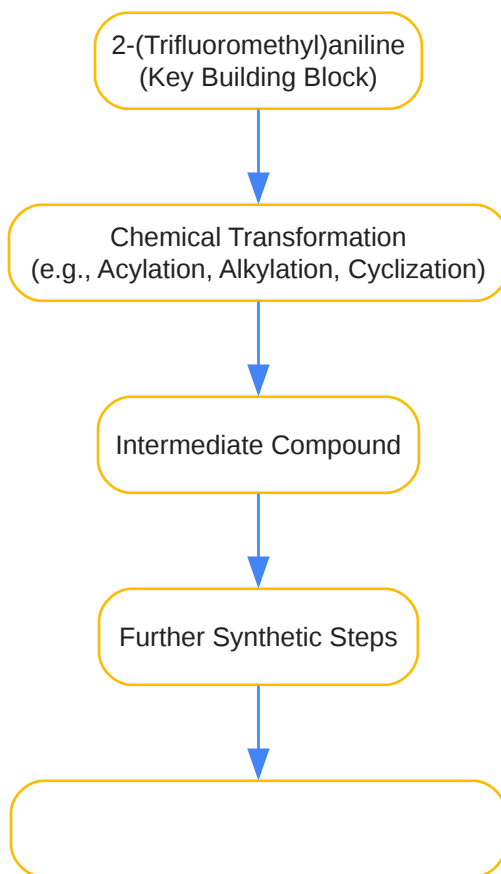 2-(Trifluoromethyl)aniline
(Key Building Block)
Chemical Transformation
(e.g., Acylation, Alkylation, Cyclization)
Intermediate Compound
Further Synthetic Steps